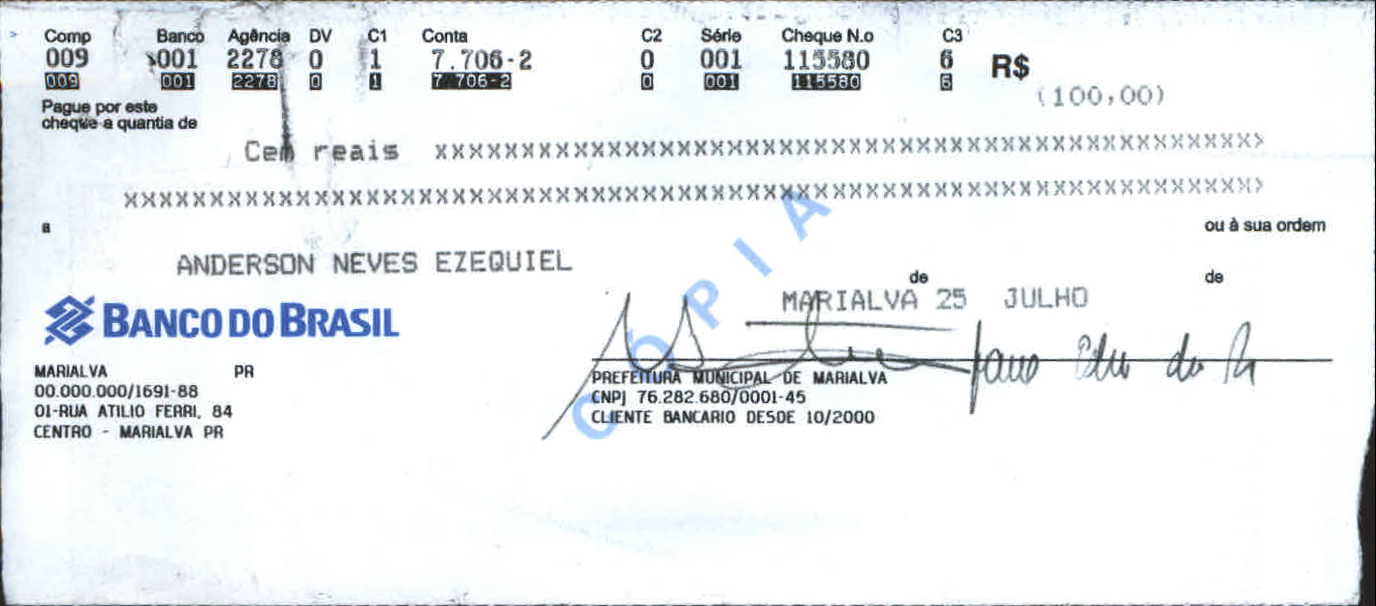 Comp Banco Agência DV C1 Conta C2 Série Cheque N.o C3
009 001 2278 0 1 7.706-2 0 001 115580 6 R$
009 001 2278 0 1 7 706-2 0 001 115580 6
(100,00)
Pague por este
cheque a quantia de
Cem reais xxxxxxxxxxxxxxxxxxxxxxxxxxxxxxxxxxxxxxxxxxxxxxxxx
xxxxxxxxxxxxxxxxxxxxxxxxxxxxxxxxxxxxxxxxxxxxxxxxxxxxxxxxxxxxxxxxxxx
a ou à sua ordem
ANDERSON NEVES EZEQUIEL
de de
MARIALVA 25 JULHO
CÓPIA
BANCO DO BRASIL
MARIALVA PR
00.000.000/1691-88
01-RUA ATILIO FERRI, 84
CENTRO - MARIALVA PR
PREFEITURA MUNICIPAL DE MARIALVA
CNPJ 76.282.680/0001-45
CLIENTE BANCARIO DESDE 10/2000